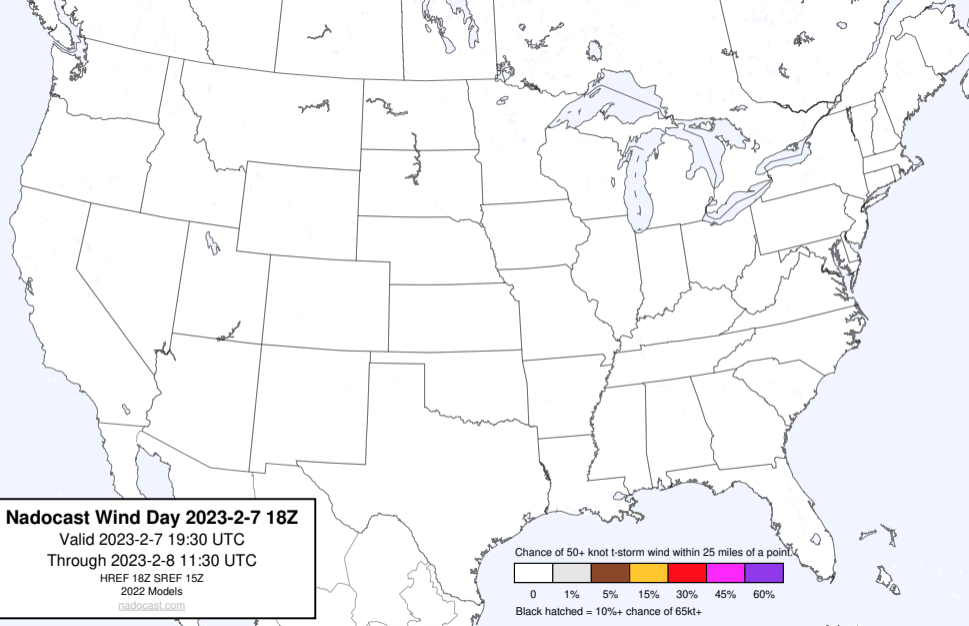 Nadocast Wind Day 2023-2-7 18Z
Valid 2023-2-7 19:30 UTC
Through 2023-2-8 11:30 UTC
HREF 18Z SREF 15Z
2022 Models
nadocast.com
Chance of 50+ knot t-storm wind within 25 miles of a point.
0 1% 5% 15% 30% 45% 60%
Black hatched = 10%+ chance of 65kt+